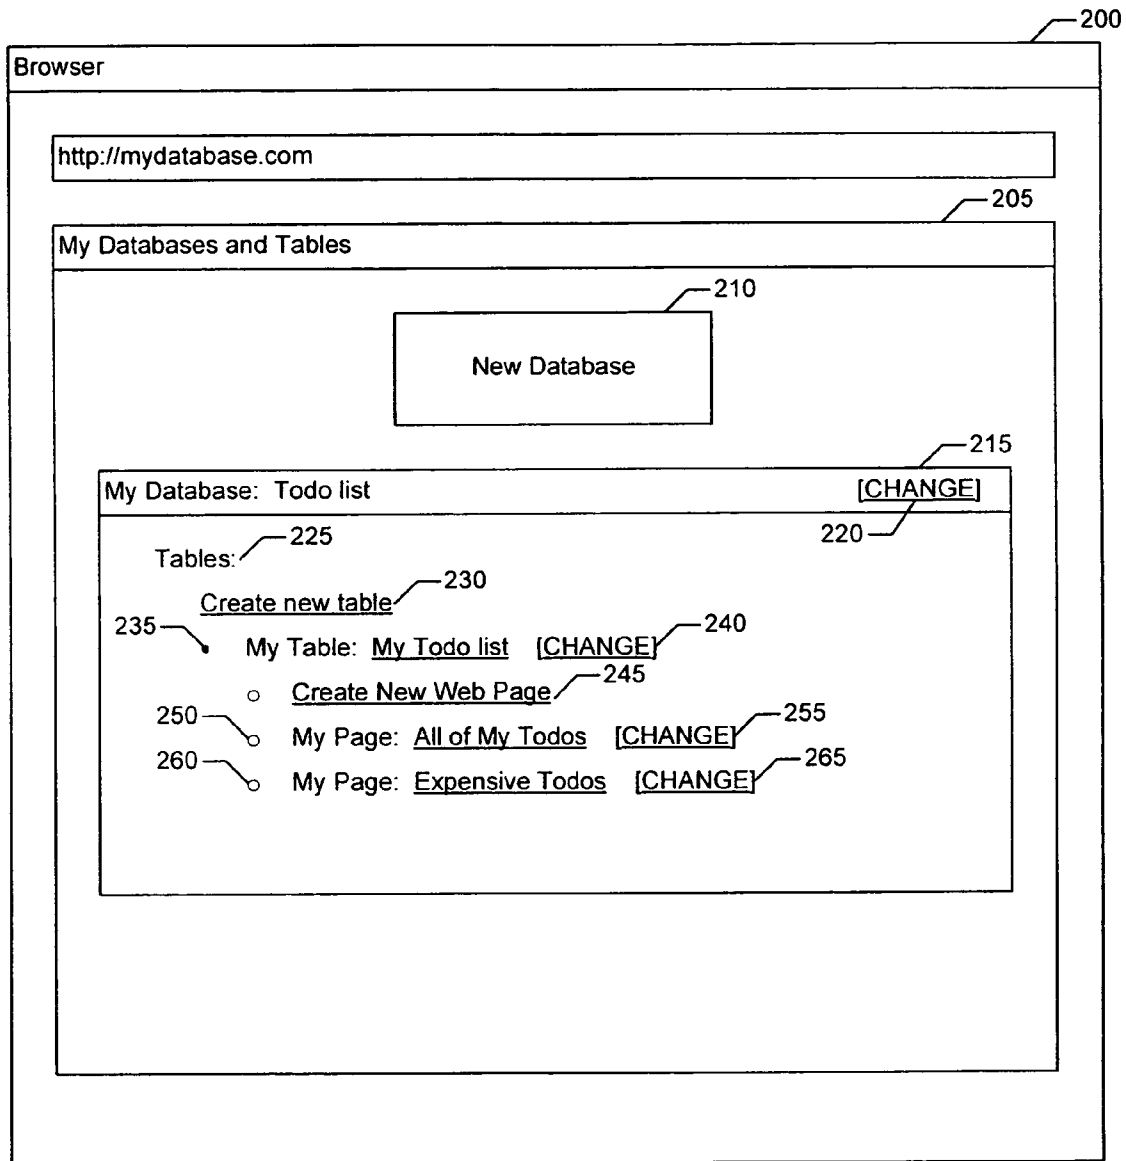 200
Browser
http://mydatabase.com
205
My Databases and Tables
210
New Database
215
My Database: Todo list [CHANGE]
220
225
Tables:
230
Create new table
235 My Table: My Todo list [CHANGE] 240
Create New Web Page 245
250 My Page: All of My Todos [CHANGE] 255
260 My Page: Expensive Todos [CHANGE] 265